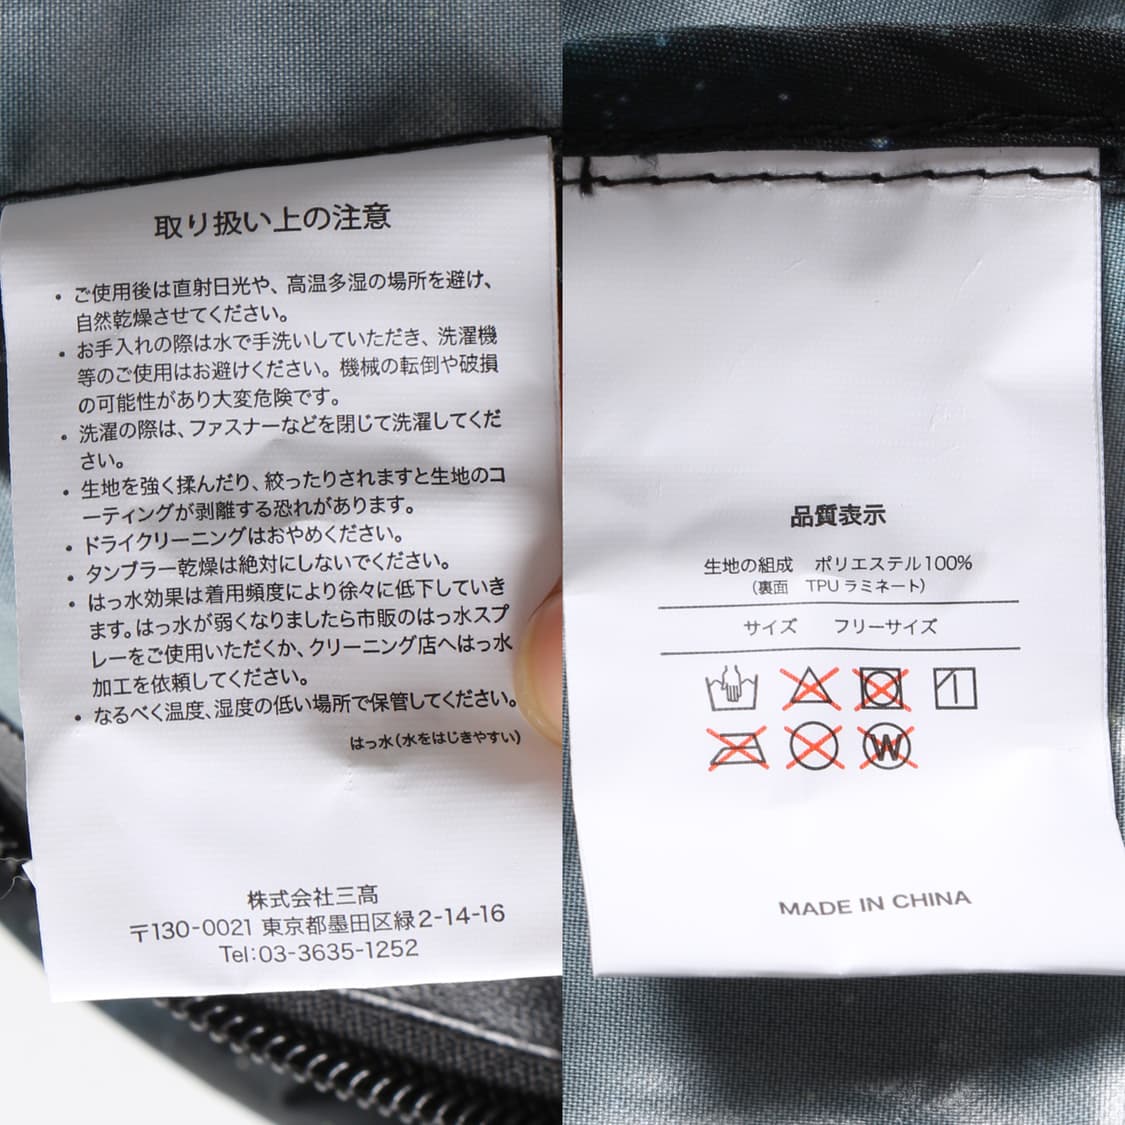 取り扱い上の注意
・ご使用後は直射日光や、高温多湿の場所を避け、
自然乾燥させてください。
・お手入れの際は水で手洗いしていただき、洗濯機
等のご使用はお避けください。機械の転倒や破損
の可能性があり大変危険です。
・洗濯の際は、ファスナーなどを閉じて洗濯してくだ
さい。
・生地を強く揉んだり、絞ったりされますと生地のコ
ーティングが剥離する恐れがあります。
・ドライクリーニングはおやめください。
・タンブラー乾燥は絶対にしないでください。
・はっ水効果は着用頻度により徐々に低下していき
ます。はっ水が弱くなりましたら市販のはっ水スプ
レーをご使用いただくか、クリーニング店へはっ水
加工を依頼してください。
・なるべく温度、湿度の低い場所で保管してください。
はっ水(水をはじきやすい)
株式会社三髙
〒130-0021 東京都墨田区緑2-14-16
Tel:03-3635-1252
品質表示
生地の組成 ポリエステル100%
(裏面 TPU ラミネート)
サイズ フリーサイズ
W
MADE IN CHINA